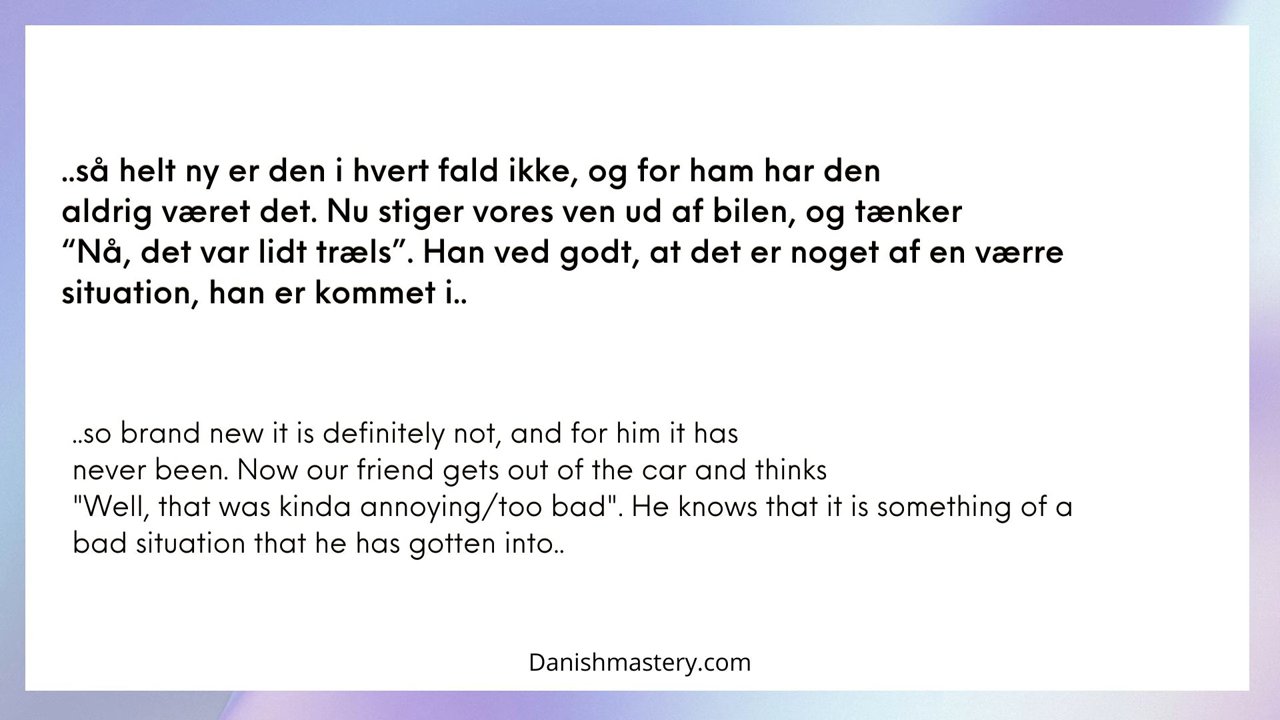 ..så helt ny er den i hvert fald ikke, og for ham har den
aldrig været det. Nu stiger vores ven ud af bilen, og tænker
“Nå, det var lidt træls”. Han ved godt, at det er noget af en værre
situation, han er kommet i..
..so brand new it is definitely not, and for him it has
never been. Now our friend gets out of the car and thinks
"Well, that was kinda annoying/too bad". He knows that it is something of a
bad situation that he has gotten into..
Danishmastery.com